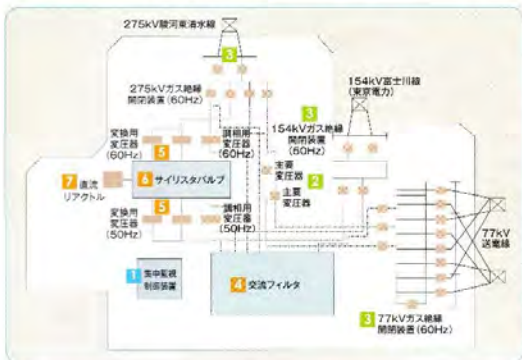 275kV駿河東清水線
3
275kVガス絶縁
開閉装置(60Hz)
154kV富士川線
(東京電力)
3
154kVガス絶縁
開閉装置(50Hz)
変換用
変圧器
(60Hz)
調相用
変圧器
(60Hz)
5
主要
変圧器
2
7 直流
リアクトル
6 サイリスタバルブ
主要
変圧器
5
変換用
変圧器
(50Hz)
調相用
変圧器
(50Hz)
77kV
送電線
1
集中監視
制御装置
4 交流フィルタ
3 77kVガス絶縁
開閉装置(60Hz)